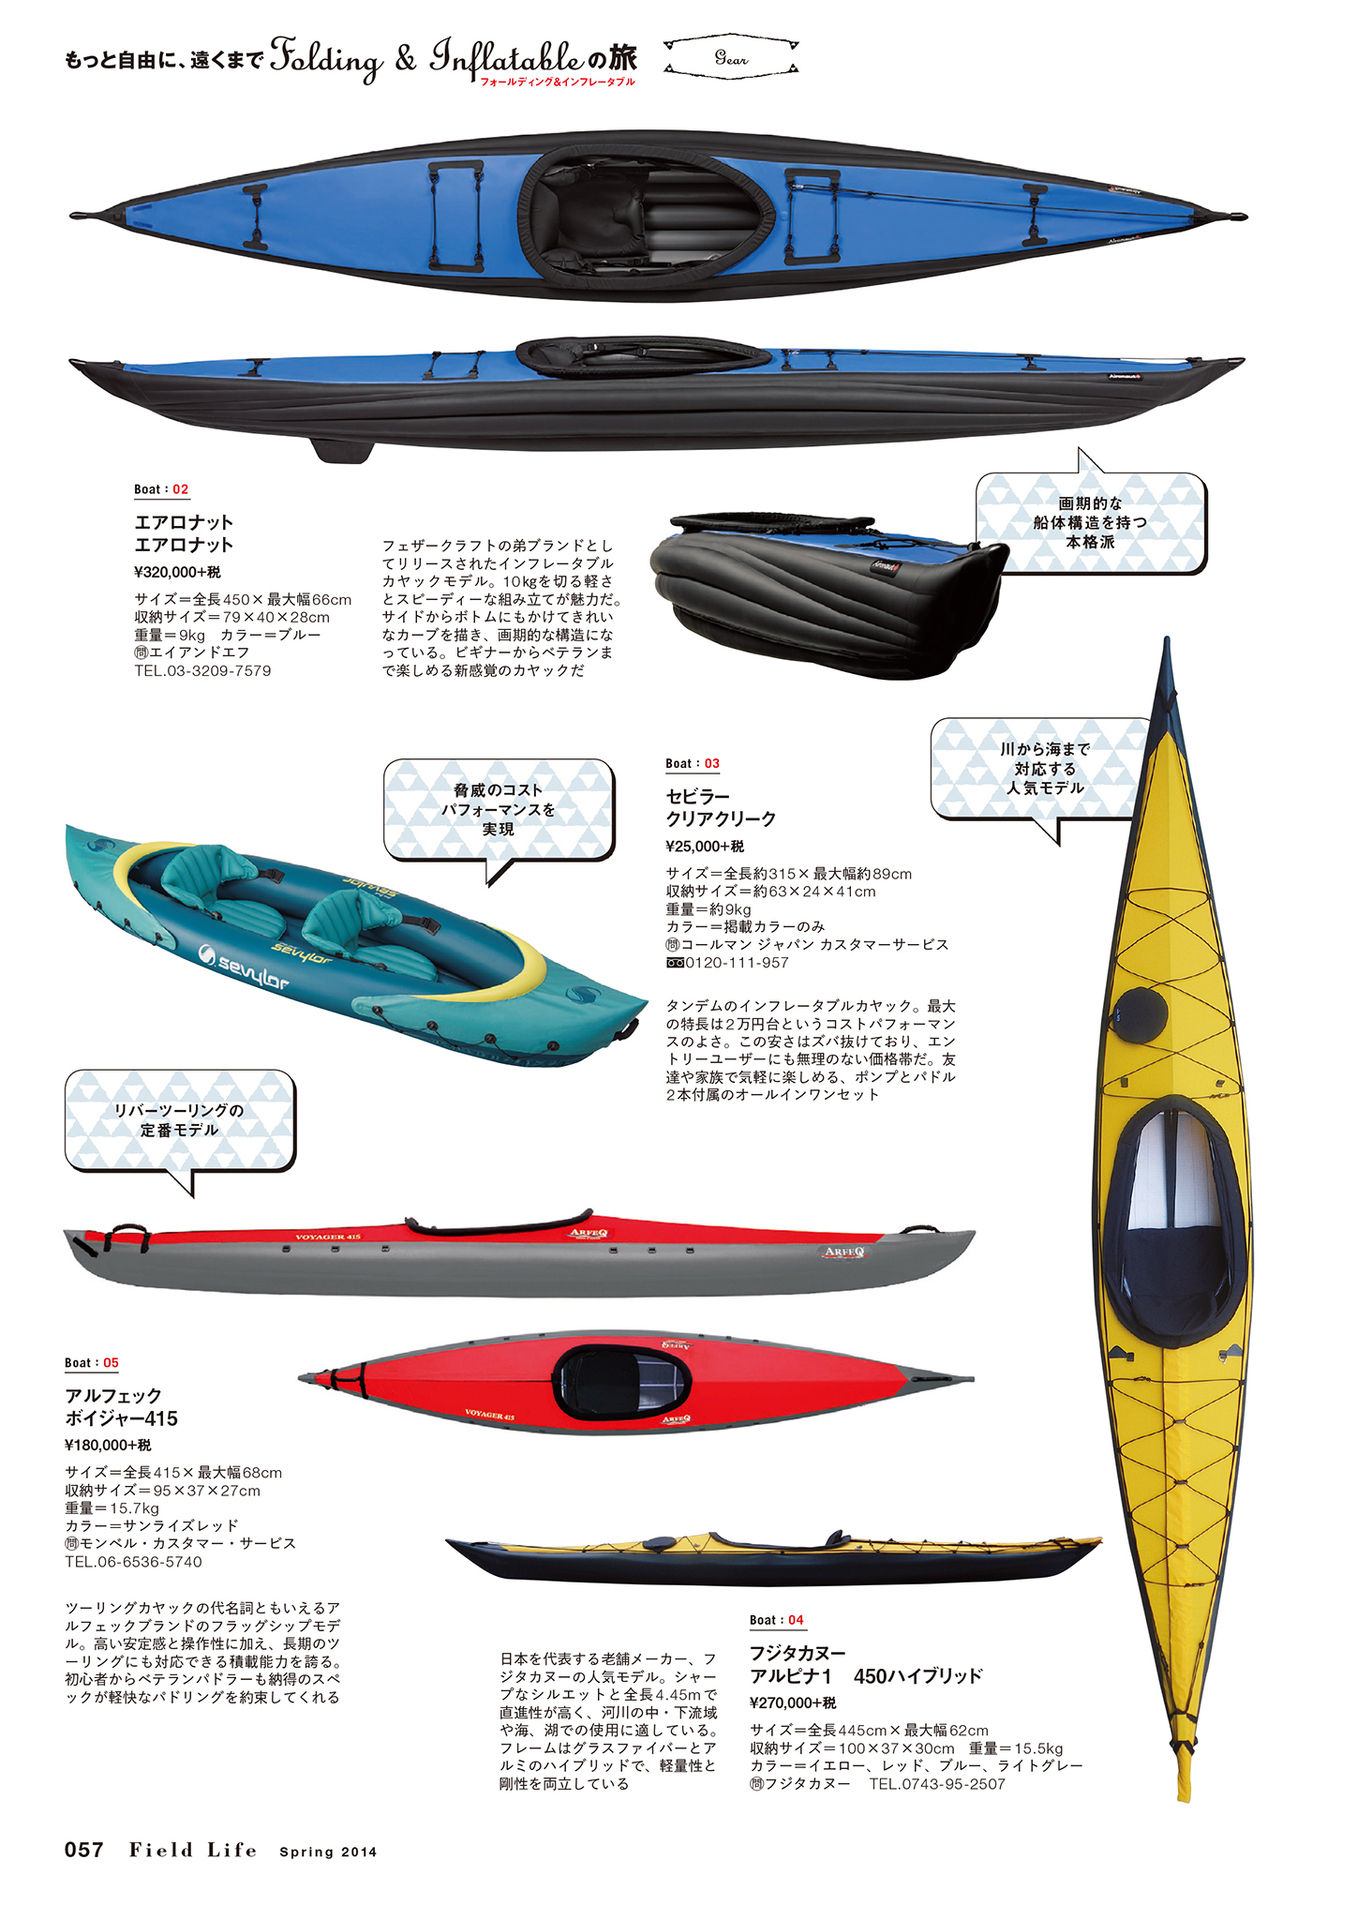 もっと自由に、遠くまで Folding & Inflatableの旅
フォールディング&インフレータブル
Gear
Aironaut
Boat：02
エアロナット
エアロナット
¥320,000+税
サイズ＝全長450×最大幅66cm
収納サイズ＝79×40×28cm
重量＝9kg　カラー＝ブルー
㉄エイアンドエフ
TEL.03-3209-7579
フェザークラフトの弟ブランドとし
てリリースされたインフレータブル
カヤックモデル。10kgを切る軽さ
とスピーディーな組み立てが魅力だ。
サイドからボトムにもかけてきれい
なカーブを描き、画期的な構造にな
っている。ビギナーからベテランま
で楽しめる新感覚のカヤックだ
画期的な
船体構造を持つ
本格派
Aironaut
脅威のコスト
パフォーマンスを
実現
sevylor
sevylor
sevylor
Boat：03
セビラー
クリアクリーク
¥25,000+税
サイズ＝全長約315×最大幅約89cm
収納サイズ＝約63×24×41cm
重量＝約9kg
カラー＝掲載カラーのみ
㉄コールマン ジャパン カスタマーサービス
0120-111-957
タンデムのインフレータブルカヤック。最大
の特長は2万円台というコストパフォーマン
スのよさ。この安さはズバ抜けており、エン
トリーユーザーにも無理のない価格帯だ。友
達や家族で気軽に楽しめる、ポンプとパドル
2本付属のオールインワンセット
川から海まで
対応する
人気モデル
リバーツーリングの
定番モデル
VOYAGER 415
ARFEQ
ARFEQ
ARFEQ
VOYAGER 415
ARFEQ
Boat：05
アルフェック
ボイジャー415
¥180,000+税
サイズ＝全長415×最大幅68cm
収納サイズ＝95×37×27cm
重量＝15.7kg
カラー＝サンライズレッド
㉄モンベル・カスタマー・サービス
TEL.06-6536-5740
ツーリングカヤックの代名詞ともいえるア
ルフェックブランドのフラッグシップモデ
ル。高い安定感と操作性に加え、長期のツ
ーリングにも対応できる積載能力を誇る。
初心者からベテランパドラーも納得のスペ
ックが軽快なパドリングを約束してくれる
日本を代表する老舗メーカー、フ
ジタカヌーの人気モデル。シャー
プなシルエットと全長4.45mで
直進性が高く、河川の中・下流域
や海、湖での使用に適している。
フレームはグラスファイバーとア
ルミのハイブリッドで、軽量性と
剛性を両立している
Boat：04
フジタカヌー
アルピナ1　450ハイブリッド
¥270,000+税
サイズ＝全長445cm×最大幅62cm
収納サイズ＝100×37×30cm　重量＝15.5kg
カラー＝イエロー、レッド、ブルー、ライトグレー
㉄フジタカヌー　TEL.0743-95-2507
057 Field Life Spring 2014